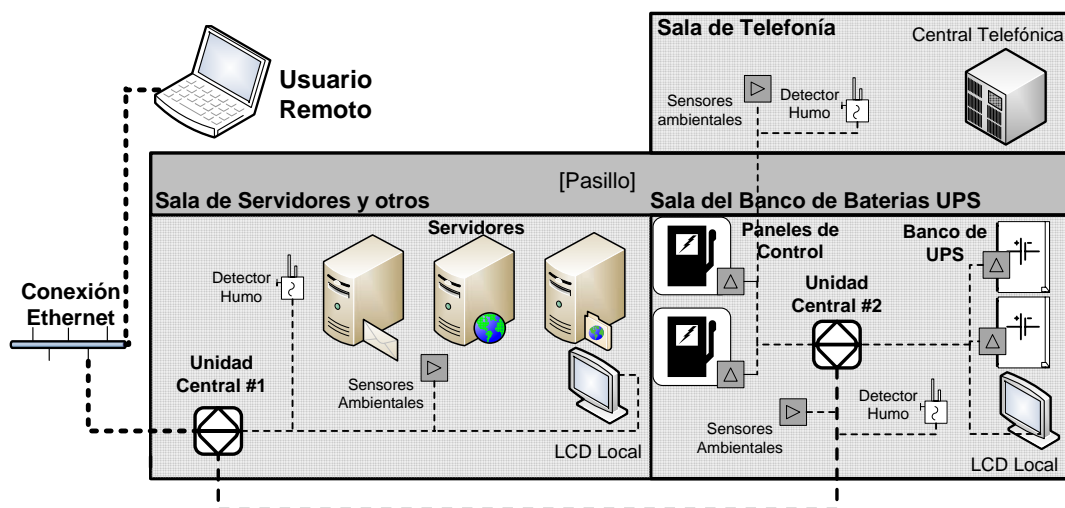 Sala de Telefonía
Central Telefónica
Sensores
ambientales
Detector
Humo
Usuario
Remoto
[Pasillo]
Sala de Servidores y otros
Sala del Banco de Baterias UPS
Servidores
Detector
Humo
Paneles de
Control
Banco de
UPS
Unidad
Central #2
Conexión
Ethernet
Unidad
Central #1
Sensores
Ambientales
LCD Local
Sensores
Ambientales
Detector
Humo
LCD Local